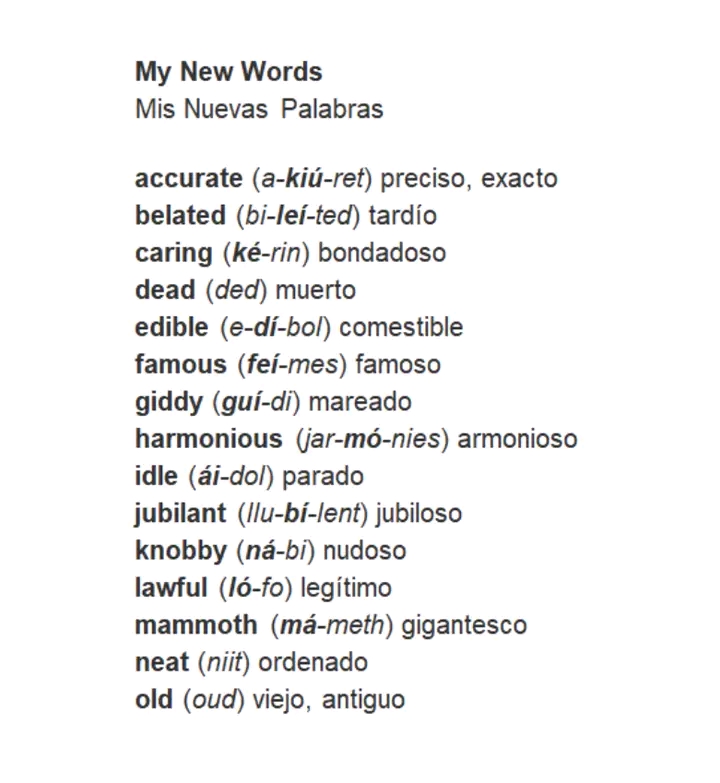 My New Words
Mis Nuevas Palabras
accurate (a-kiú-ret) preciso, exacto
belated (bi-leí-ted) tardío
caring (ké-rin) bondadoso
dead (ded) muerto
edible (e-dí-bol) comestible
famous (feí-mes) famoso
giddy (guí-di) mareado
harmonious (jar-mó-nies) armonioso
idle (ái-dol) parado
jubilant (llu-bí-lent) jubiloso
knobby (ná-bi) nudoso
lawful (ló-fo) legítimo
mammoth (má-meth) gigantesco
neat (niit) ordenado
old (oud) viejo, antiguo